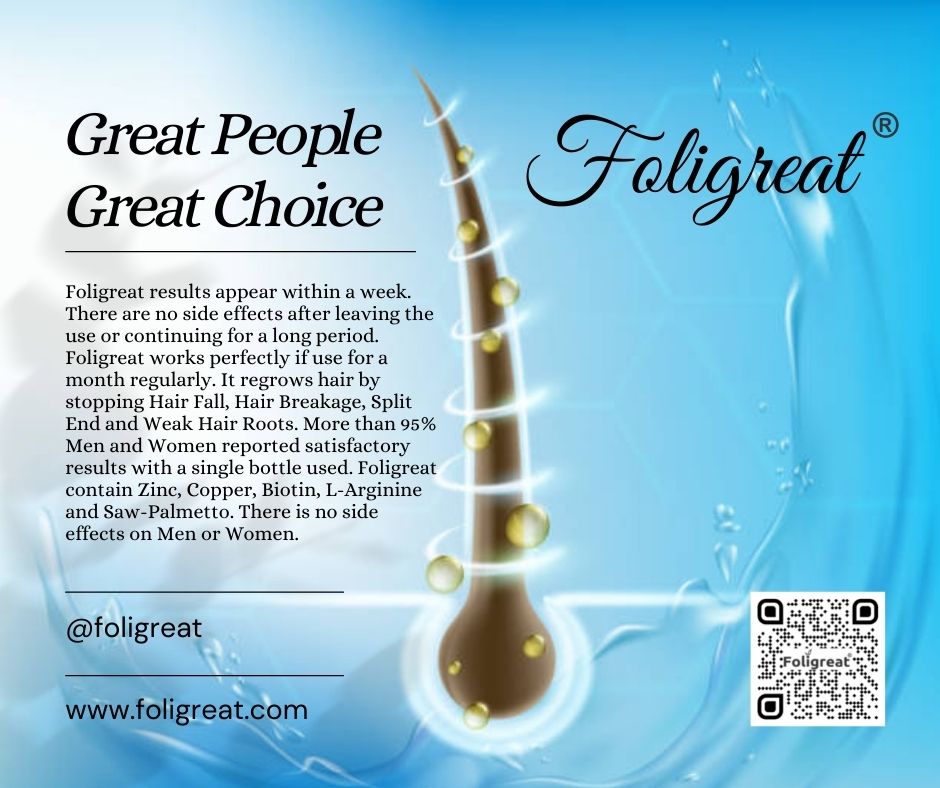 Great People
Great Choice
Foligreat®
Foligreat results appear within a week.
There are no side effects after leaving the
use or continuing for a long period.
Foligreat works perfectly if use for a
month regularly. It regrows hair by
stopping Hair Fall, Hair Breakage, Split
End and Weak Hair Roots. More than 95%
Men and Women reported satisfactory
results with a single bottle used. Foligreat
contain Zinc, Copper, Biotin, L-Arginine
and Saw-Palmetto. There is no side
effects on Men or Women.
@foligreat
www.foligreat.com
Foligreat®